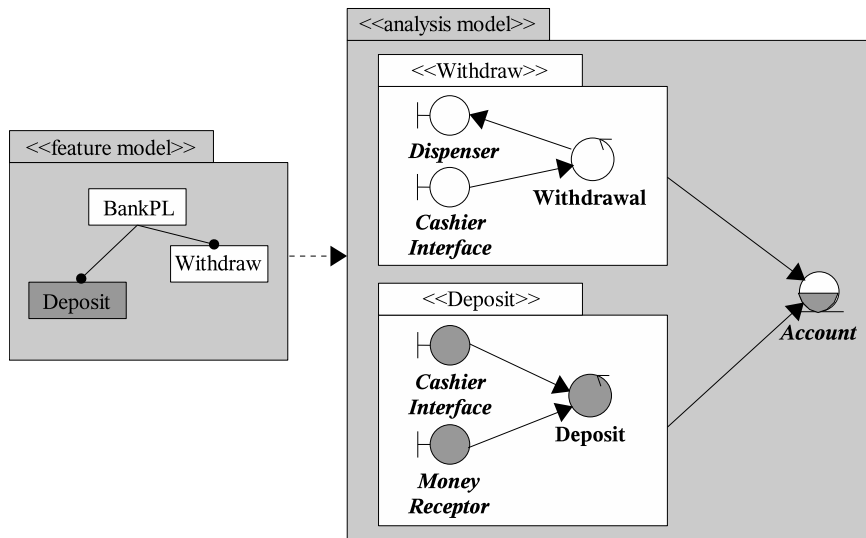 <<feature model>>
BankPL
Withdraw
Deposit
<<analysis model>>
<<Withdraw>>
Dispenser
Withdrawal
Cashier
Interface
<<Deposit>>
Cashier
Interface
Deposit
Money
Receptor
Account